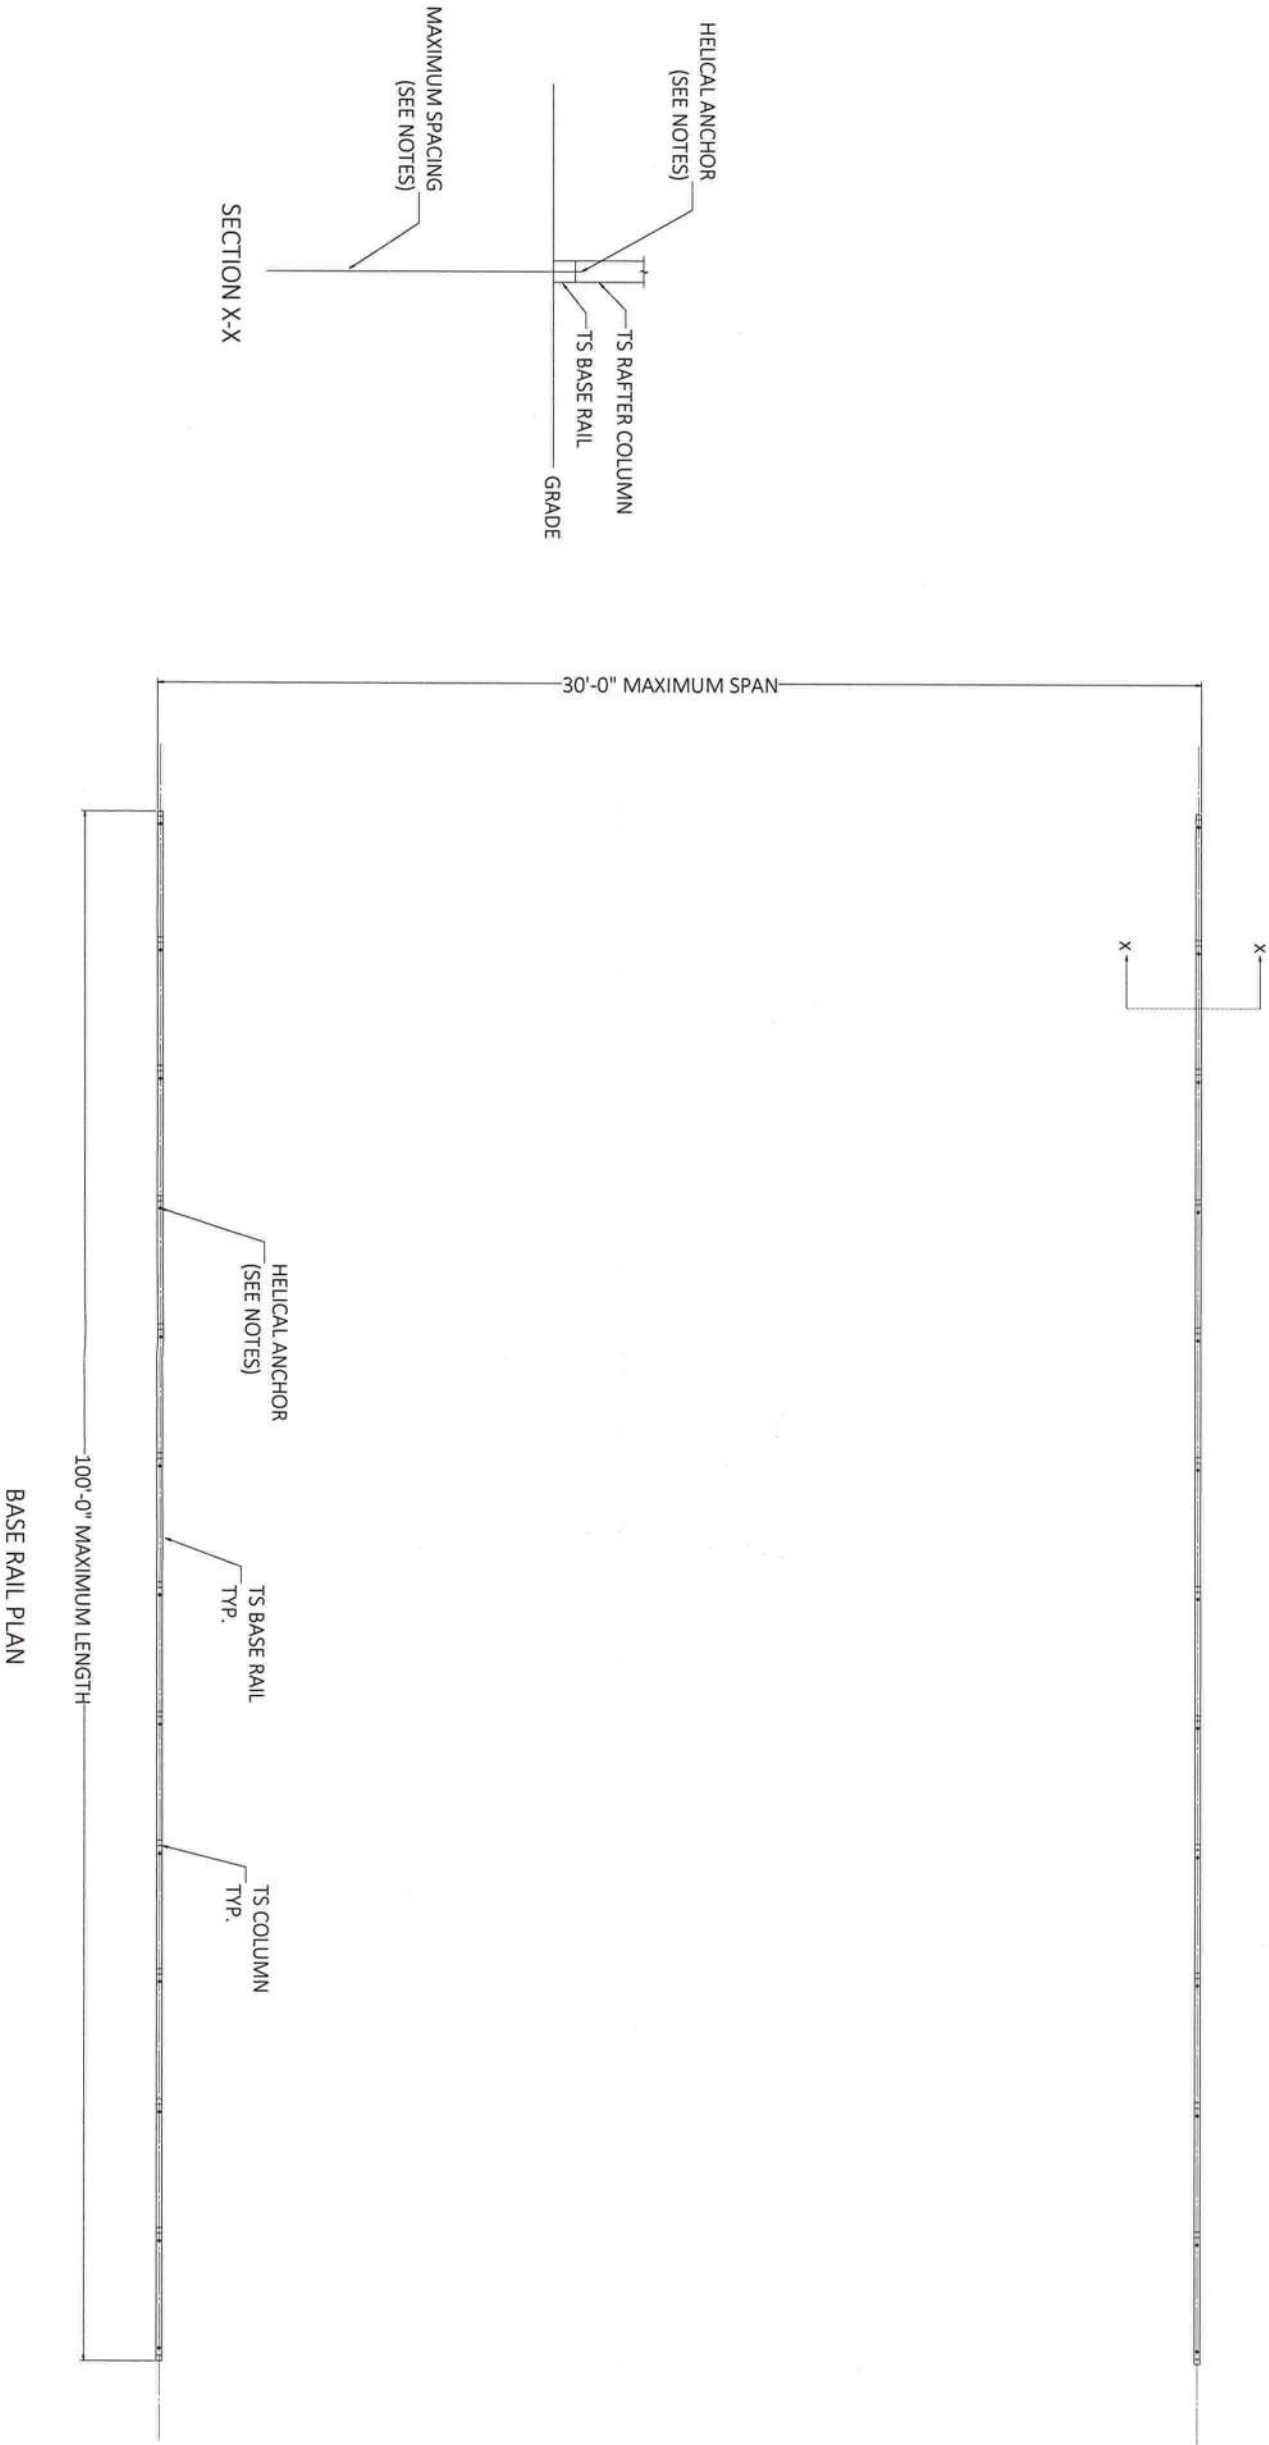 30'-0" MAXIMUM SPAN
X
X
HELICAL ANCHOR
(SEE NOTES)
TS RAFTER COLUMN
TS BASE RAIL
GRADE
MAXIMUM SPACING
(SEE NOTES)
SECTION X-X
HELICAL ANCHOR
(SEE NOTES)
TS BASE RAIL
TYP.
TS COLUMN
TYP.
100'-0" MAXIMUM LENGTH
BASE RAIL PLAN